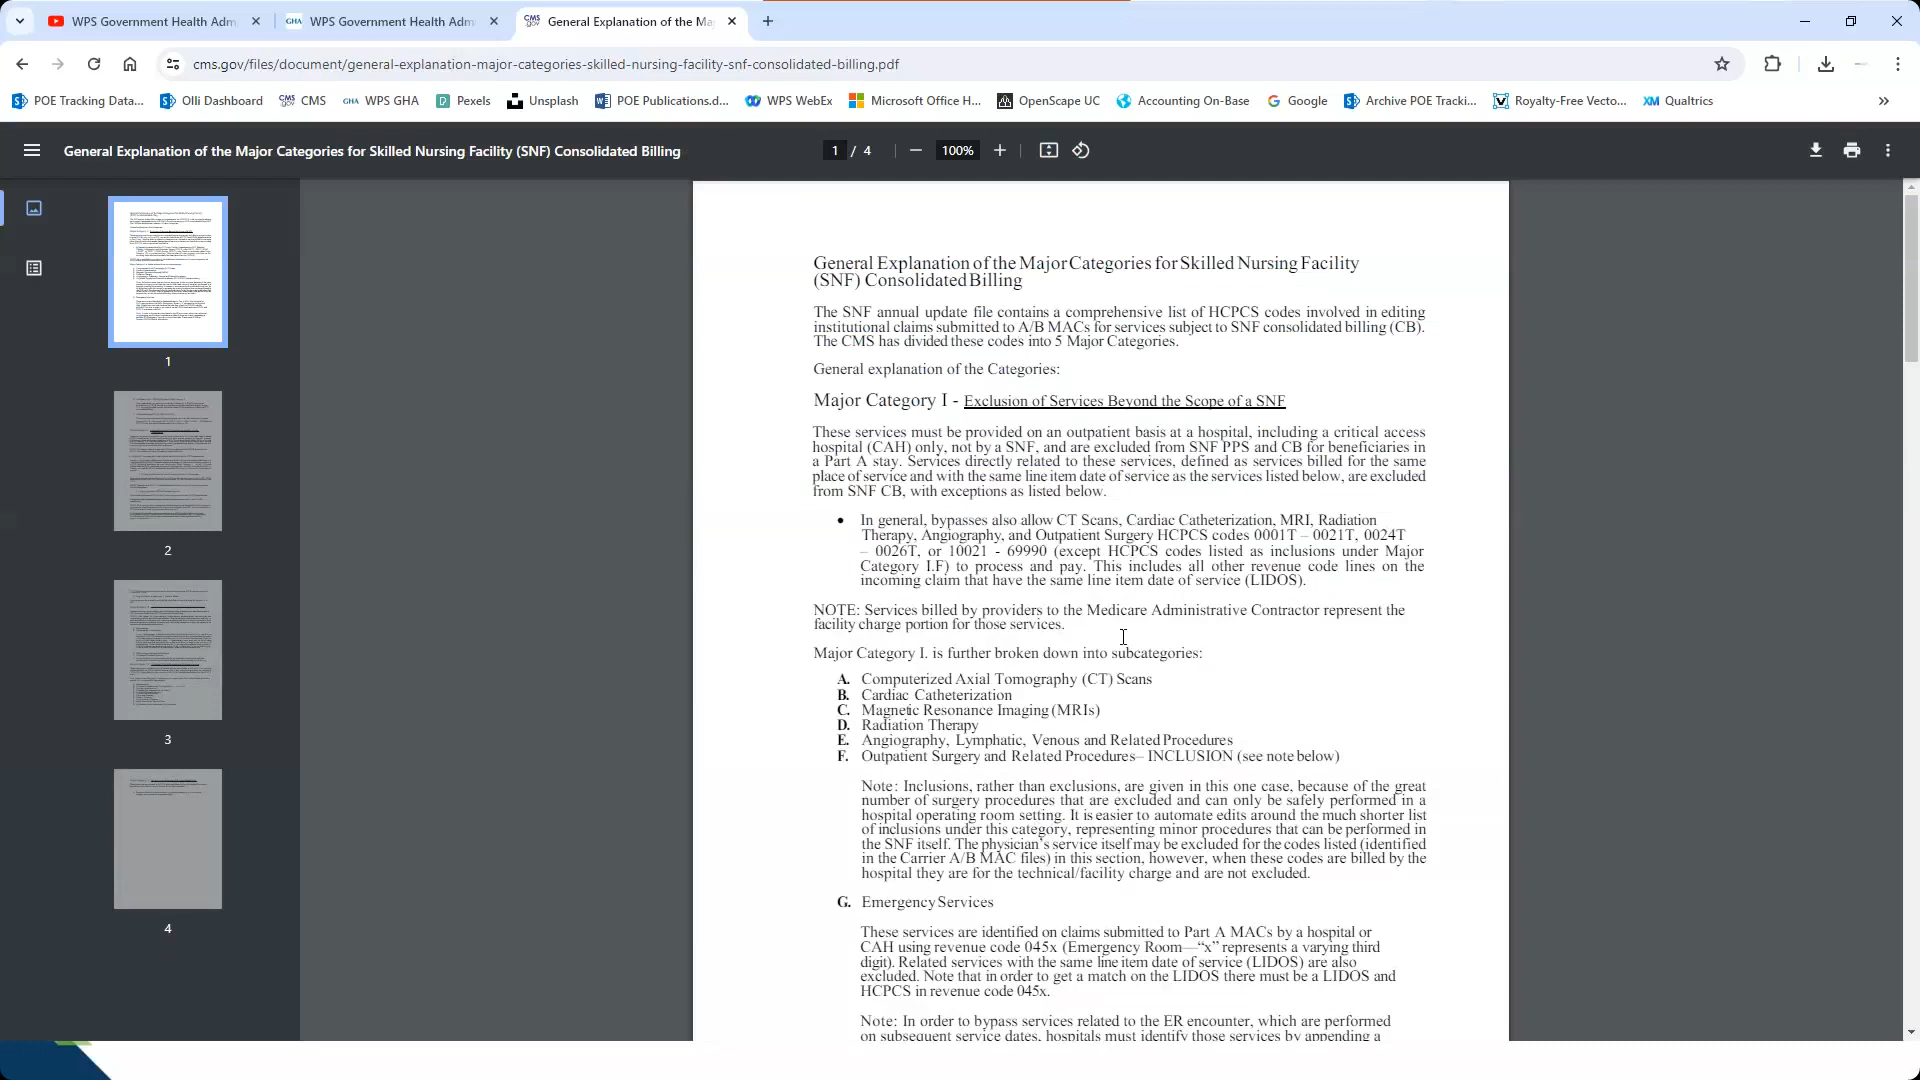 WPS Government Health Adm
WPS Government Health Adm
General Explanation of the Ma
cms.gov/files/document/general-explanation-major-categories-skilled-nursing-facility-snf-consolidated-billing.pdf
POE Tracking Data...
Olli Dashboard
CMS
WPS GHA
Pexels
Unsplash
POE Publications.d...
WPS WebEx
Microsoft Office H...
OpenScape UC
Accounting On-Base
Google
Archive POE Tracki...
Royalty-Free Vecto...
Qualtrics
General Explanation of the Major Categories for Skilled Nursing Facility (SNF) Consolidated Billing
1 / 4
100%
1
2
3
4
General Explanation of the Major Categories for Skilled Nursing Facility
(SNF) Consolidated Billing
The SNF annual update file contains a comprehensive list of HCPCS codes involved in editing
institutional claims submitted to A/B MACs for services subject to SNF consolidated billing (CB).
The CMS has divided these codes into 5 Major Categories.
General explanation of the Categories:
Major Category I - Exclusion of Services Beyond the Scope of a SNF
These services must be provided on an outpatient basis at a hospital, including a critical access
hospital (CAH) only, not by a SNF, and are excluded from SNF PPS and CB for beneficiaries in
a Part A stay. Services directly related to these services, defined as services billed for the same
place of service and with the same line item date of service as the services listed below, are excluded
from SNF CB, with exceptions as listed below.
• In general, bypasses also allow CT Scans, Cardiac Catheterization, MRI, Radiation
Therapy, Angiography, and Outpatient Surgery HCPCS codes 0001T – 0021T, 0024T
– 0026T, or 10021 - 69990 (except HCPCS codes listed as inclusions under Major
Category I.F) to process and pay. This includes all other revenue code lines on the
incoming claim that have the same line item date of service (LIDOS).
NOTE: Services billed by providers to the Medicare Administrative Contractor represent the
facility charge portion for those services.
Major Category I. is further broken down into subcategories:
A. Computerized Axial Tomography (CT) Scans
B. Cardiac Catheterization
C. Magnetic Resonance Imaging (MRIs)
D. Radiation Therapy
E. Angiography, Lymphatic, Venous and Related Procedures
F. Outpatient Surgery and Related Procedures– INCLUSION (see note below)
Note: Inclusions, rather than exclusions, are given in this one case, because of the great
number of surgery procedures that are excluded and can only be safely performed in a
hospital operating room setting. It is easier to automate edits around the much shorter list
of inclusions under this category, representing minor procedures that can be performed in
the SNF itself. The physician's service itself may be excluded for the codes listed (identified
in the Carrier A/B MAC files) in this section, however, when these codes are billed by the
hospital they are for the technical/facility charge and are not excluded.
G. Emergency Services
These services are identified on claims submitted to Part A MACs by a hospital or
CAH using revenue code 045x (Emergency Room—“x” represents a varying third
digit). Related services with the same line item date of service (LIDOS) are also
excluded. Note that in order to get a match on the LIDOS there must be a LIDOS and
HCPCS in revenue code 045x.
Note: In order to bypass services related to the ER encounter, which are performed
on subsequent service dates, hospitals must identify those services by appending a